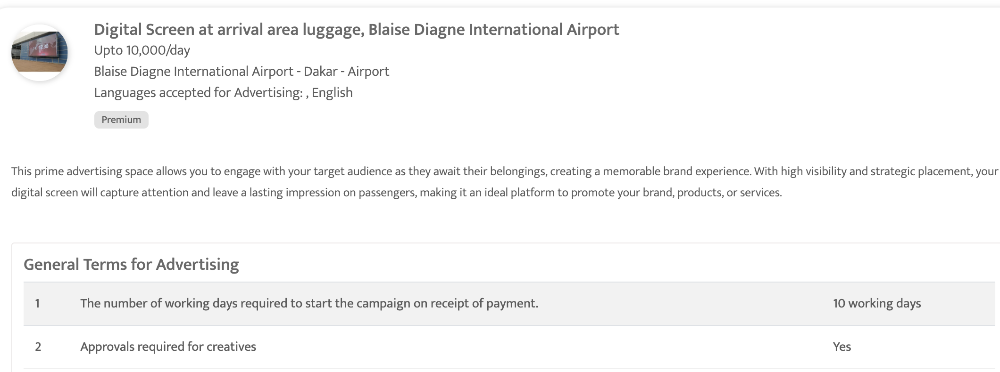 Digital Screen at arrival area luggage, Blaise Diagne International Airport
Upto 10,000/day
Blaise Diagne International Airport - Dakar - Airport
Languages accepted for Advertising: , English
Premium
12.30
This prime advertising space allows you to engage with your target audience as they await their belongings, creating a memorable brand experience. With high visibility and strategic placement, your
digital screen will capture attention and leave a lasting impression on passengers, making it an ideal platform to promote your brand, products, or services.
General Terms for Advertising
1 The number of working days required to start the campaign on receipt of payment. 10 working days
2 Approvals required for creatives Yes